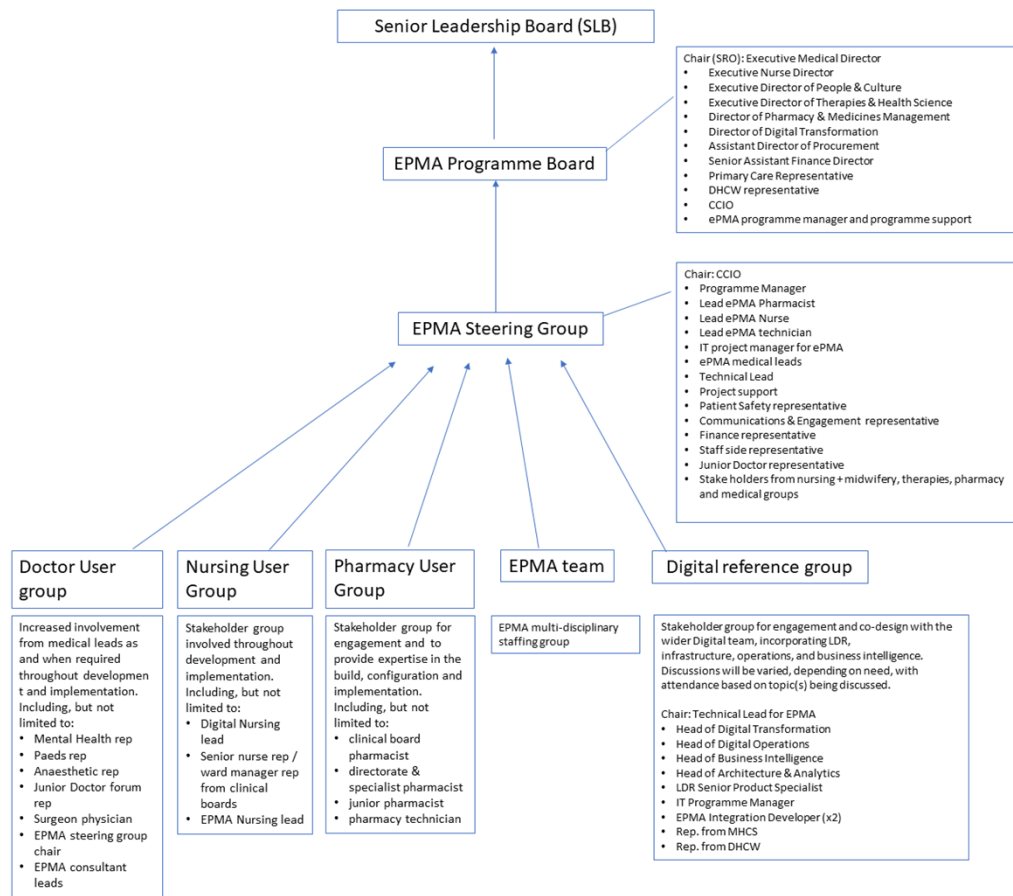 Senior Leadership Board (SLB)
Chair (SRO): Executive Medical Director
• Executive Nurse Director
• Executive Director of People & Culture
• Executive Director of Therapies & Health Science
• Director of Pharmacy & Medicines Management
• Director of Digital Transformation
• Assistant Director of Procurement
• Senior Assistant Finance Director
• Primary Care Representative
• DHCW representative
• CCIO
• ePMA programme manager and programme support
EPMA Programme Board
Chair: CCIO
• Programme Manager
• Lead ePMA Pharmacist
• Lead ePMA Nurse
• Lead ePMA technician
• IT project manager for ePMA
• ePMA medical leads
• Technical Lead
• Project support
• Patient Safety representative
• Communications & Engagement representative
• Finance representative
• Staff side representative
• Junior Doctor representative
• Stake holders from nursing + midwifery, therapies, pharmacy
and medical groups
EPMA Steering Group
Doctor User
group
Increased involvement
from medical leads as
and when required
throughout developmen
t and implementation.
Including, but not
limited to:
• Mental Health rep
• Paeds rep
• Anaesthetic rep
• Junior Doctor forum
rep
• Surgeon physician
• EPMA steering group
chair
• EPMA consultant
leads
Nursing User
Group
Stakeholder group
involved throughout
development and
implementation.
Including, but not
limited to:
• Digital Nursing
lead
• Senior nurse rep /
ward manager rep
from clinical
boards
• EPMA Nursing lead
Pharmacy User
Group
Stakeholder group for
engagement and to
provide expertise in the
build, configuration and
implementation.
Including, but not
limited to:
• clinical board
pharmacist
• directorate &
specialist pharmacist
• junior pharmacist
• pharmacy technician
EPMA team
EPMA multi-disciplinary
staffing group
Digital reference group
Stakeholder group for engagement and co-design with the
wider Digital team, incorporating LDR,
infrastructure, operations, and business intelligence.
Discussions will be varied, depending on need, with
attendance based on topic(s) being discussed.
Chair: Technical Lead for EPMA
• Head of Digital Transformation
• Head of Digital Operations
• Head of Business Intelligence
• Head of Architecture & Analytics
• LDR Senior Product Specialist
• IT Programme Manager
• EPMA Integration Developer (x2)
• Rep. from MHCS
• Rep. from DHCW